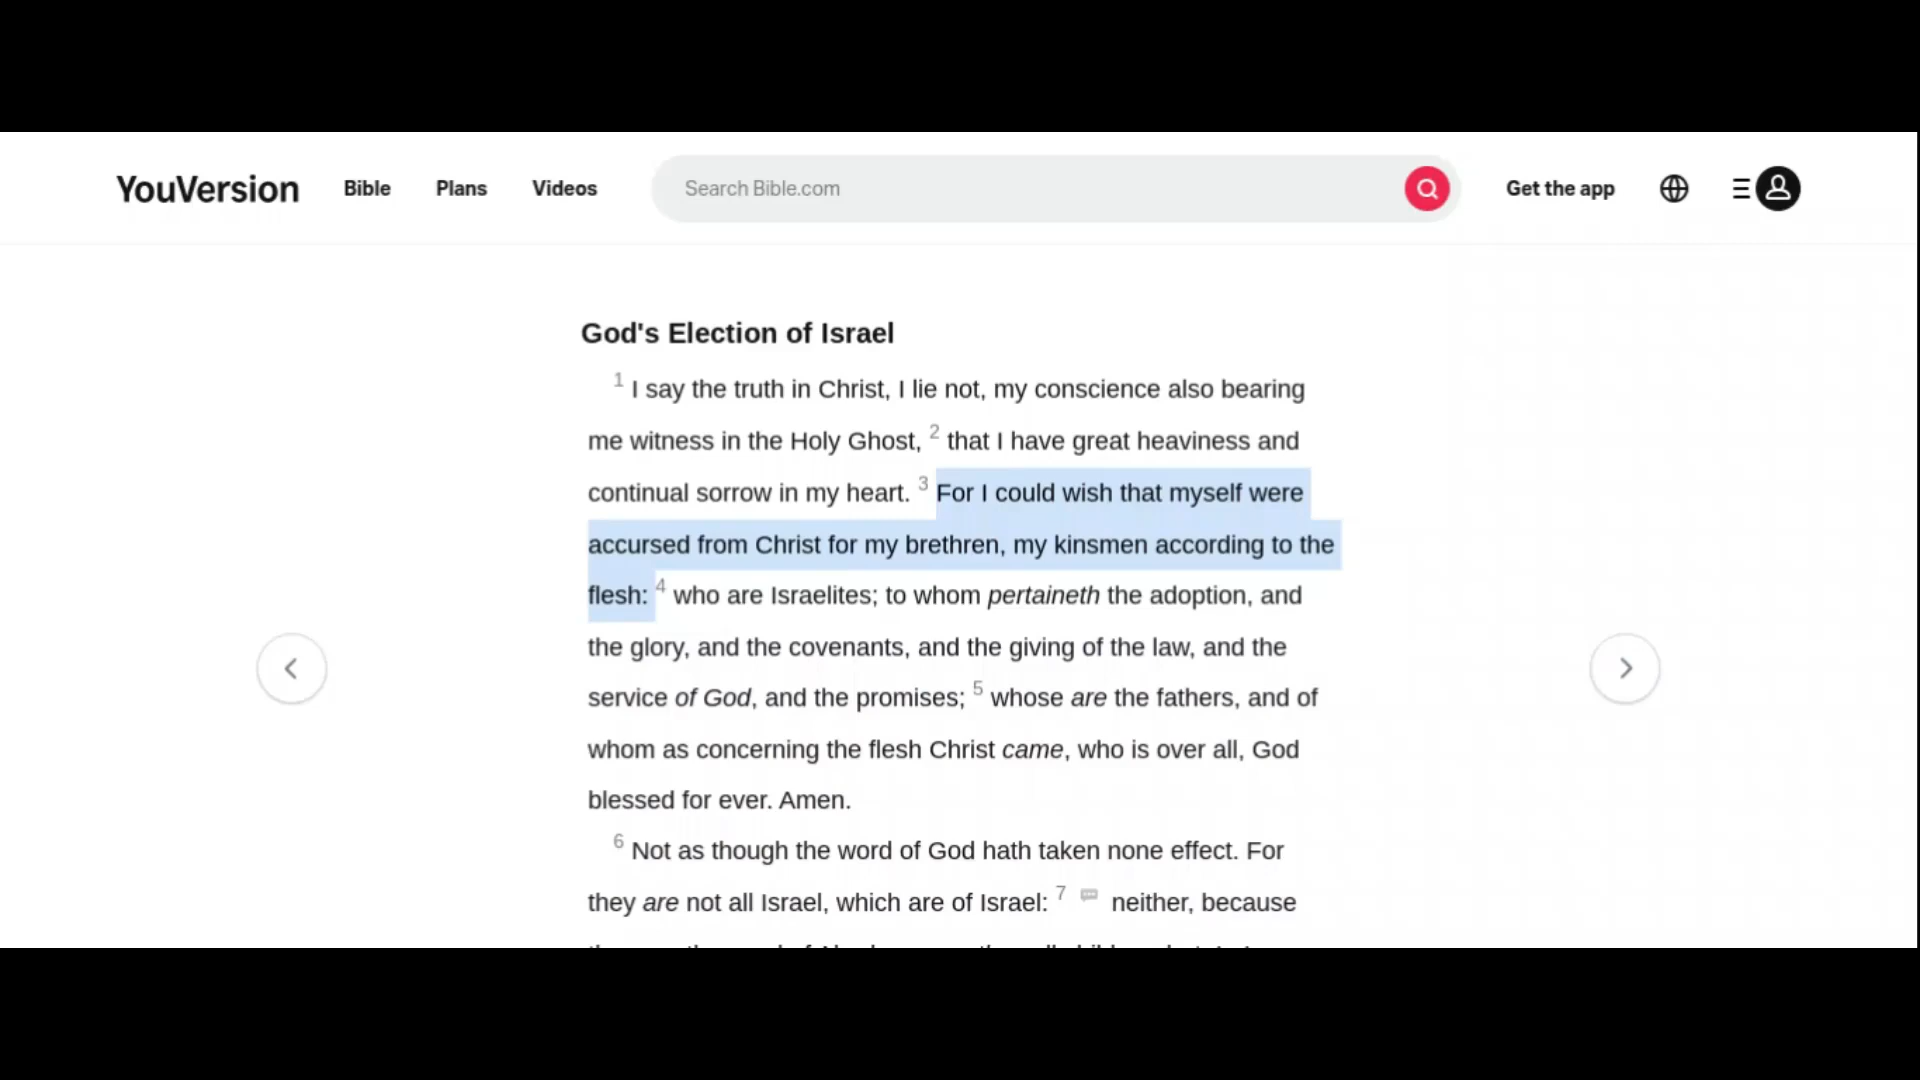 YouVersion Bible Plans Videos Search Bible.com Get the app
God's Election of Israel
1 I say the truth in Christ, I lie not, my conscience also bearing
me witness in the Holy Ghost, 2 that I have great heaviness and
continual sorrow in my heart. 3 For I could wish that myself were
accursed from Christ for my brethren, my kinsmen according to the
flesh: 4 who are Israelites; to whom pertaineth the adoption, and
the glory, and the covenants, and the giving of the law, and the
service of God, and the promises; 5 whose are the fathers, and of
whom as concerning the flesh Christ came, who is over all, God
blessed for ever. Amen.
6 Not as though the word of God hath taken none effect. For
they are not all Israel, which are of Israel: 7 neither, because